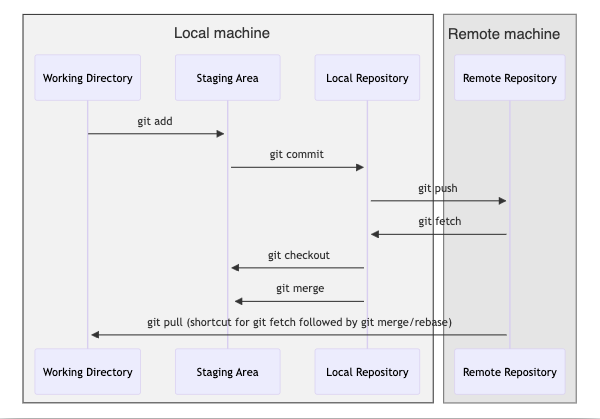 Local machine
Remote machine
Working Directory
Staging Area
Local Repository
Remote Repository
git add
git commit
git push
git fetch
git checkout
git merge
git pull (shortcut for git fetch followed by git merge/rebase)
Working Directory
Staging Area
Local Repository
Remote Repository